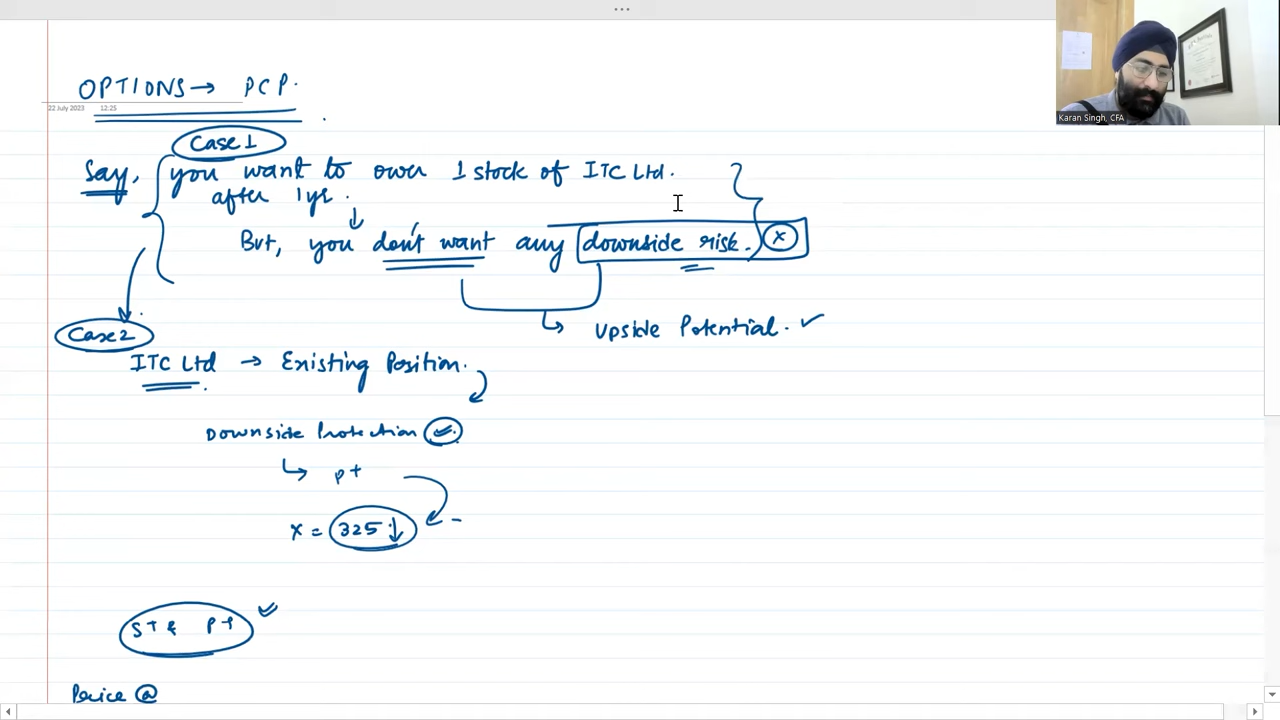 OPTIONS → PCP.
22 July 2023 12:25
Case 1
Say, you want to own 1 stock of ITC Ltd.
after 1yr.
But, you don't want any downside risk. x
↳ Upside Potential. ✓
Case 2
ITC Ltd → Existing Position.
Downside Protection ✓
↳ P+
X = 325 ↓
S+ & P+ ✓
Price @
Karan Singh, CFA